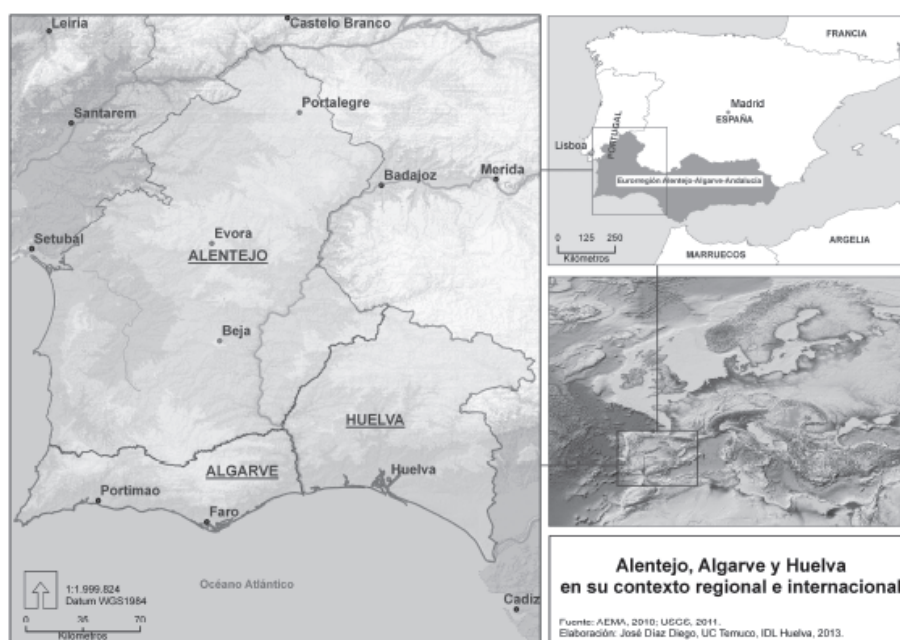 Leiria
Castelo Branco
Santarem
Portalegre
Badajoz
Merida
Setubal
Evora
ALENTEJO
Beja
HUELVA
ALGARVE
Huelva
Portimao
Faro
Océano Atlántico
Cadiz
1:1.999.824
Datum WGS1984
0 35 70
Kilómetros
FRANCIA
Madrid
ESPAÑA
PORTUGAL
Lisboa
Euroregión Alentejo-Algarve-Andalucía
0 125 250
Kilómetros
MARRUECOS
ARGELIA
Alentejo, Algarve y Huelva
en su contexto regional e internacional
Fuente: AEMA, 2010; USGS, 2011.
Elaboración: José Díaz Diego, UC Temuco, IDL Huelva, 2013.